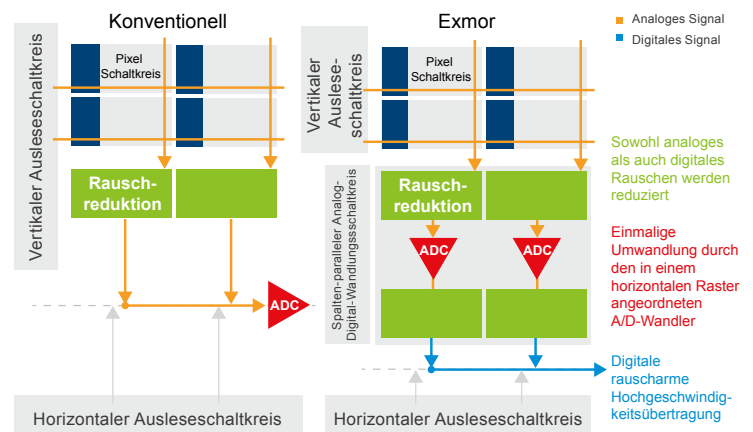 Konventionell
Exmor
Analoges Signal
Digitales Signal
Vertikaler Ausleseschaltkreis
Pixel
Schaltkreis
Rausch-
reduktion
ADC
Horizontaler Ausleseschaltkreis
Vertikaler
Auslese-
schaltkreis
Pixel
Schaltkreis
Spalten-paralleler Analog-
Digital-Wandlungssschaltkreis
Rausch-
reduktion
ADC
ADC
Horizontaler Ausleseschaltkreis
Sowohl analoges
als auch digitales
Rauschen werden
reduziert
Einmalige
Umwandlung durch
den in einem
horizontalen Raster
angeordneten
A/D-Wandler
Digitale
rauscharme
Hochgeschwindig-
keitsübertragung